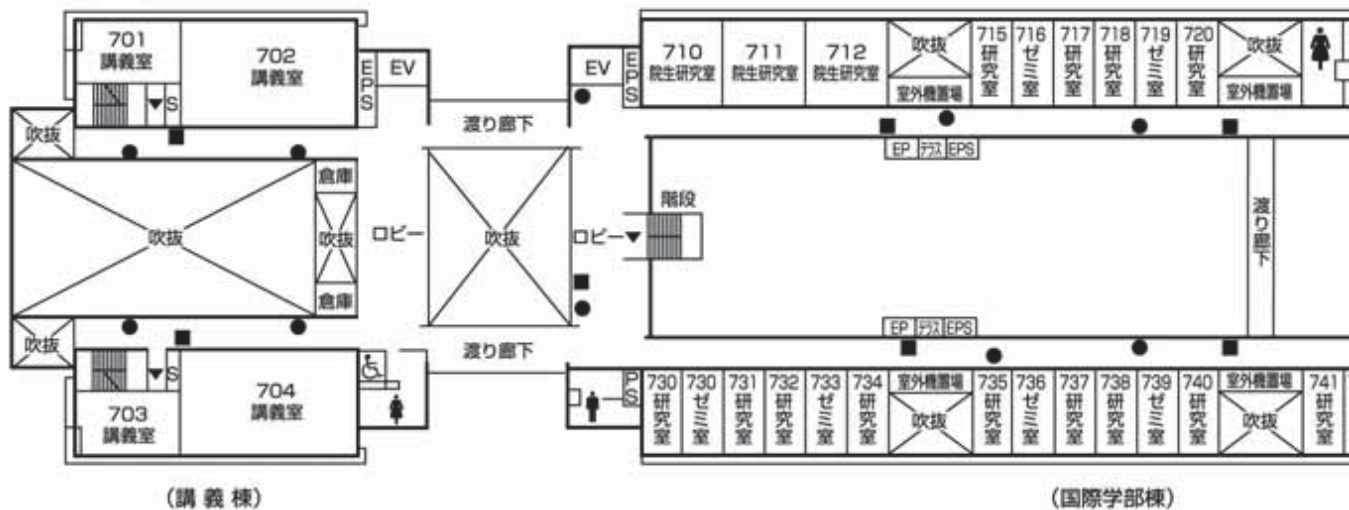 701
講義室
702
講義室
EPS
EV
S
吹抜
渡り廊下
倉庫
吹抜
吹抜
倉庫
ロビー
吹抜
吹抜
S
703
講義室
704
講義室
渡り廊下
EV
EPS
710
院生研究室
711
院生研究室
712
院生研究室
吹抜
室外機置場
715
研究室
716
ゼミ室
717
研究室
718
研究室
719
ゼミ室
720
研究室
吹抜
室外機置場
EP
テラス
EPS
階段
ロビー
渡り廊下
EP
テラス
EPS
PS
730
研究室
730
ゼミ室
731
研究室
732
研究室
733
ゼミ室
734
研究室
室外機置場
吹抜
735
研究室
736
ゼミ室
737
研究室
738
研究室
739
ゼミ室
740
研究室
室外機置場
吹抜
741
研究室
(講義棟)
(国際学部棟)